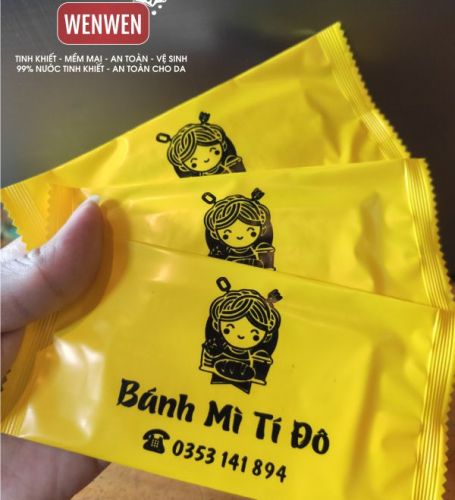 WENWEN
TINH KHIẾT - MỀM MẠI - AN TOÀN - VỆ SINH
99% NƯỚC TINH KHIẾT - AN TOÀN CHO DA
Bánh Mì Tí Đô
0353 141 894